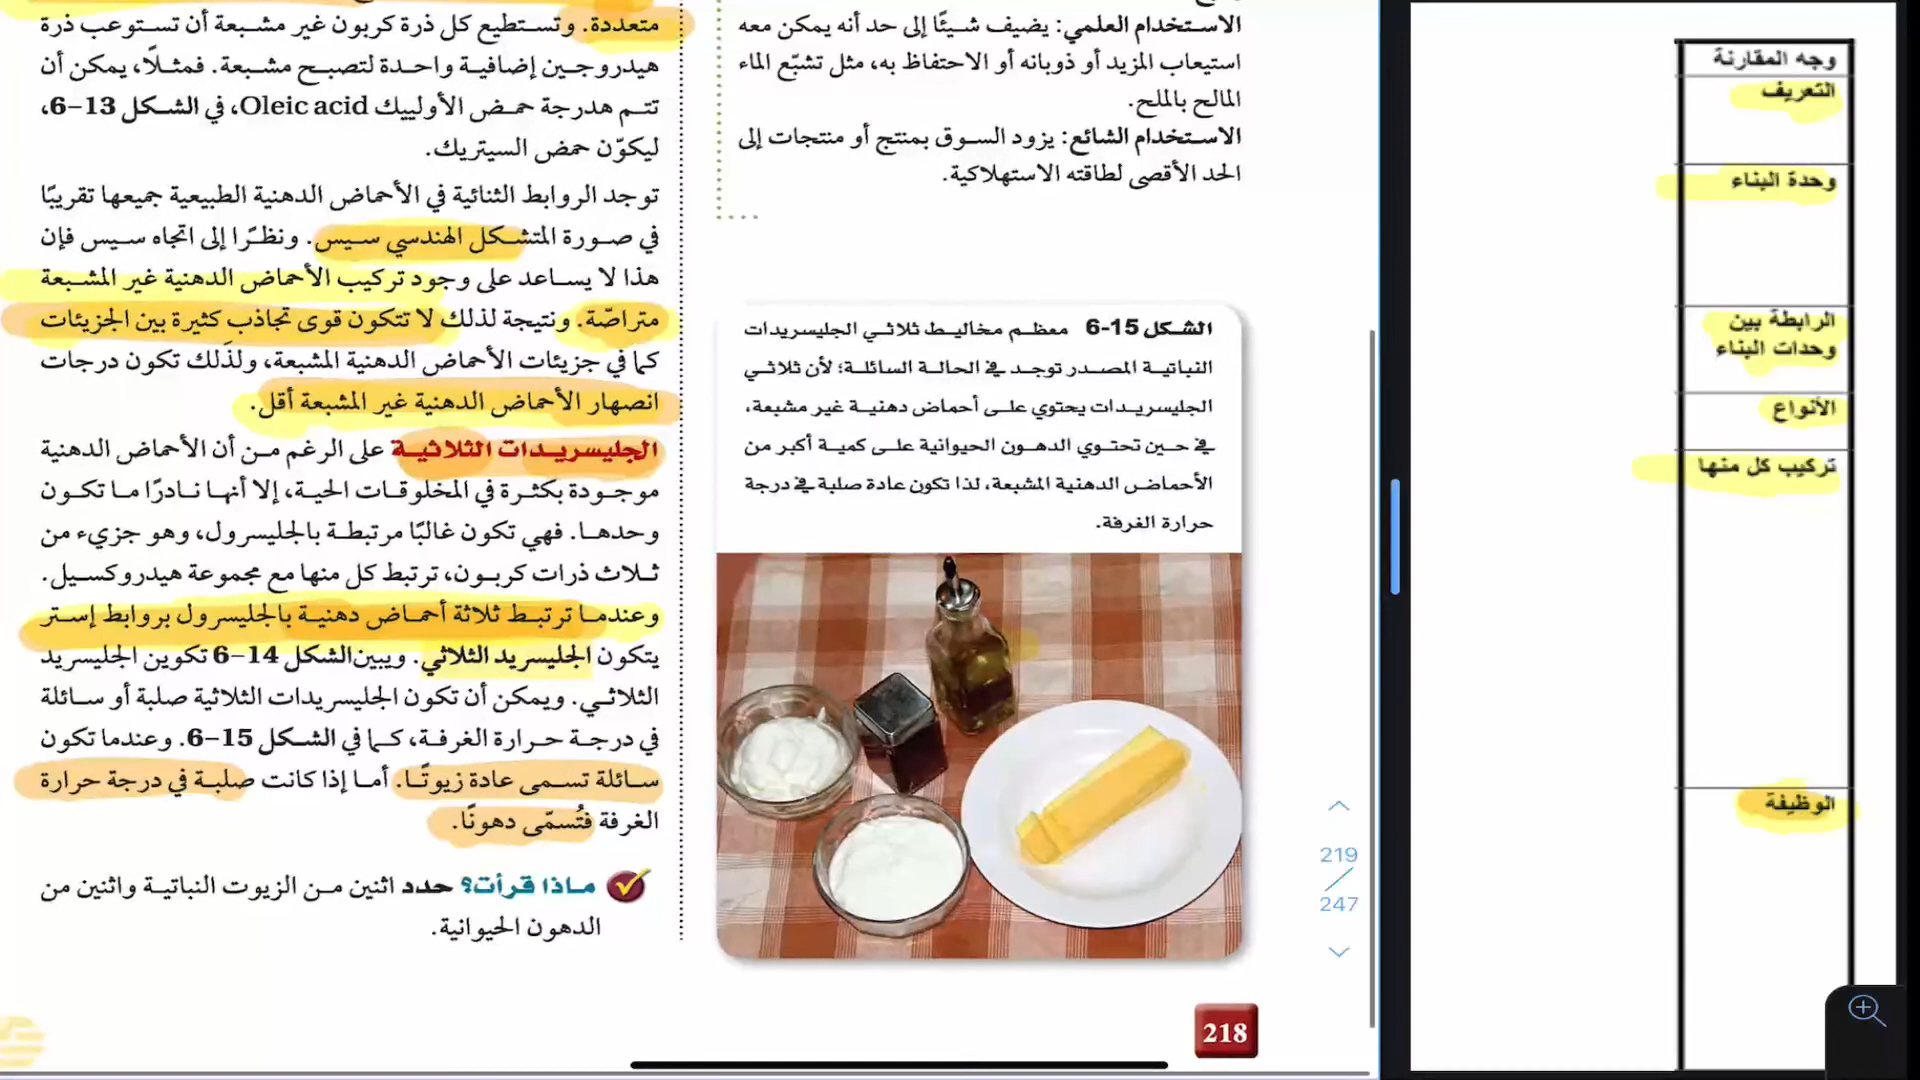 متعددة. وتستطيع كل ذرة كربون غير مشبعة أن تستوعب ذرة
هيدروجين إضافية واحدة لتصبح مشبعة. فمثلًا، يمكن أن
تتم هدرجة حمض الأولييك Oleic acid، في الشكل 13–6،
ليكوّن حمض السيتريك.
توجد الروابط الثنائية في الأحماض الدهنية الطبيعية جميعها تقريبًا
في صورة المتشكل الهندسي سيس. ونظرًا إلى اتجاه سيس فإن
هذا لا يساعد على وجود تركيب الأحماض الدهنية غير المشبعة
متراصّة. ونتيجة لذلك لا تتكون قوى تجاذب كثيرة بين الجزيئات
كما في جزيئات الأحماض الدهنية المشبعة، ولذلك تكون درجات
انصهار الأحماض الدهنية غير المشبعة أقل.
الجليسريدات الثلاثية على الرغم من أن الأحماض الدهنية
موجودة بكثرة في المخلوقات الحية، إلا أنها نادرًا ما تكون
وحدها. فهي تكون غالبًا مرتبطة بالجليسرول، وهو جزيء من
ثلاث ذرات كربون، ترتبط كل منها مع مجموعة هيدروكسيل.
وعندما ترتبط ثلاثة أحماض دهنية بالجليسرول بروابط إستر
يتكون الجليسريد الثلاثي. ويبين الشكل 14–6 تكوين الجليسريد
الثلاثي. ويمكن أن تكون الجليسريدات الثلاثية صلبة أو سائلة
في درجة حرارة الغرفة، كما في الشكل 15–6. وعندما تكون
سائلة تسمى عادة زيوتًا. أما إذا كانت صلبة في درجة حرارة
الغرفة فتُسمّى دهونًا.
ماذا قرأت؟ حدد اثنين من الزيوت النباتية واثنين من
الدهون الحيوانية.
الاستخدام العلمي: يضيف شيئًا إلى حد أنه يمكن معه
استيعاب المزيد أو ذوبانه أو الاحتفاظ به، مثل تشبّع الماء
المالح بالملح.
الاستخدام الشائع: يزود السوق بمنتج أو منتجات إلى
الحد الأقصى لطاقته الاستهلاكية.
الشكل 15-6 معظم مخاليط ثلاثي الجليسريدات
النباتية المصدر توجد في الحالة السائلة؛ لأن ثلاثي
الجليسريدات يحتوي على أحماض دهنية غير مشبعة،
في حين تحتوي الدهون الحيوانية على كمية أكبر من
الأحماض الدهنية المشبعة، لذا تكون عادة صلبة في درجة
حرارة الغرفة.
219
247
218
وجه المقارنة
التعريف
وحدة البناء
الرابطة بين
وحدات البناء
الأنواع
تركيب كل منها
الوظيفة